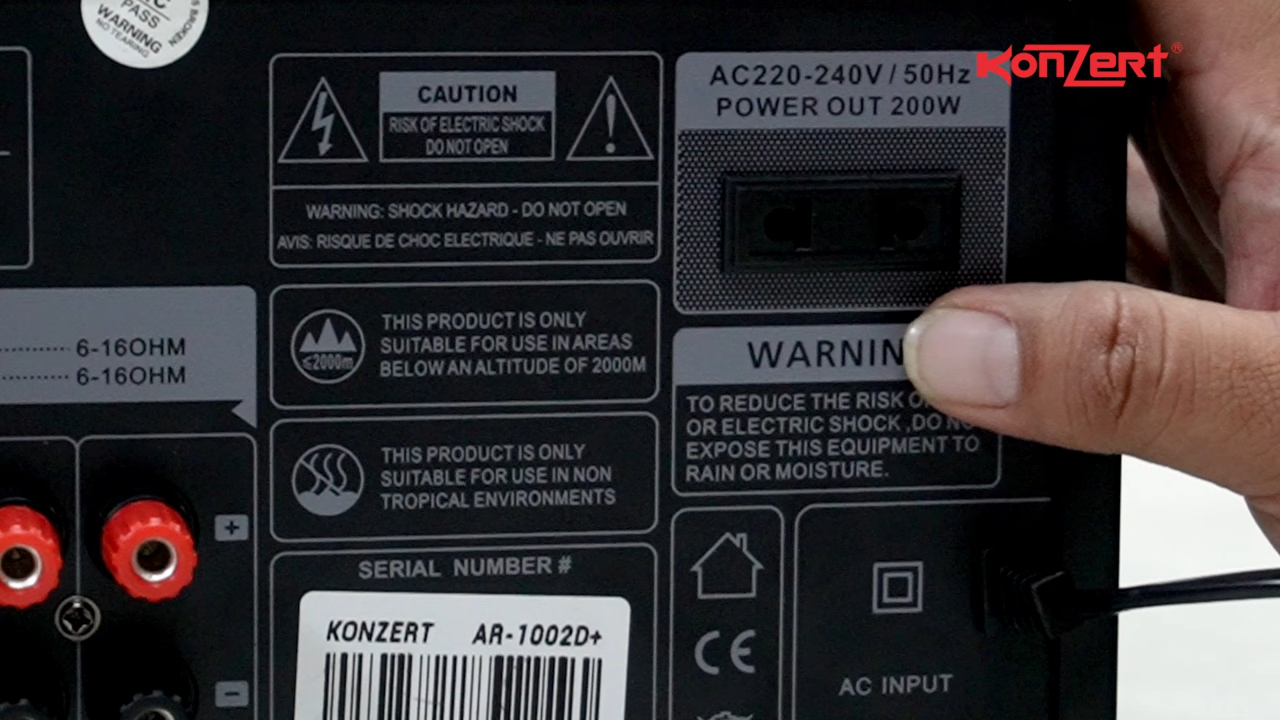 PASS
WARNING
NO TEARING
BROKEN
KONZERT®
CAUTION
RISK OF ELECTRIC SHOCK
DO NOT OPEN
WARNING: SHOCK HAZARD - DO NOT OPEN
AVIS: RISQUE DE CHOC ELECTRIQUE - NE PAS OUVRIR
AC220-240V / 50Hz
POWER OUT 200W
≤2000m
THIS PRODUCT IS ONLY
SUITABLE FOR USE IN AREAS
BELOW AN ALTITUDE OF 2000M
6-16OHM
6-16OHM
THIS PRODUCT IS ONLY
SUITABLE FOR USE IN NON
TROPICAL ENVIRONMENTS
WARNIN
TO REDUCE THE RISK
OR ELECTRIC SHOCK ,DO
EXPOSE THIS EQUIPMENT TO
RAIN OR MOISTURE.
+
-
SERIAL NUMBER #
KONZERT AR-1002D+
CE
AC INPUT